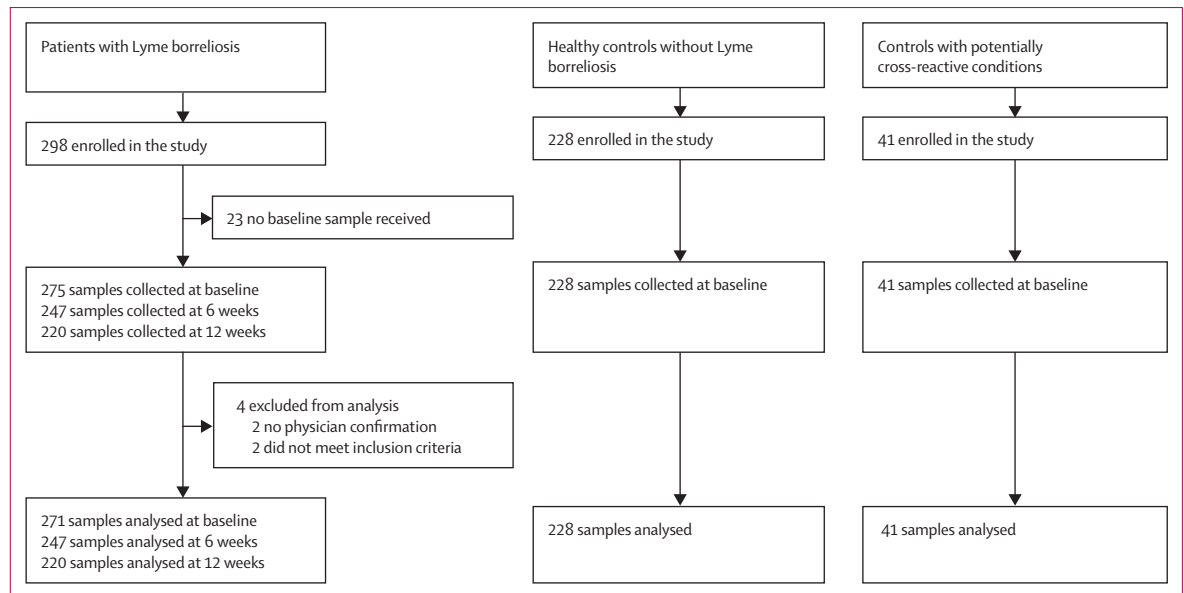 Patients with Lyme borreliosis
298 enrolled in the study
23 no baseline sample received
275 samples collected at baseline
247 samples collected at 6 weeks
220 samples collected at 12 weeks
4 excluded from analysis
2 no physician confirmation
2 did not meet inclusion criteria
271 samples analysed at baseline
247 samples analysed at 6 weeks
220 samples analysed at 12 weeks
Healthy controls without Lyme
borreliosis
228 enrolled in the study
228 samples collected at baseline
228 samples analysed
Controls with potentially
cross-reactive conditions
41 enrolled in the study
41 samples collected at baseline
41 samples analysed